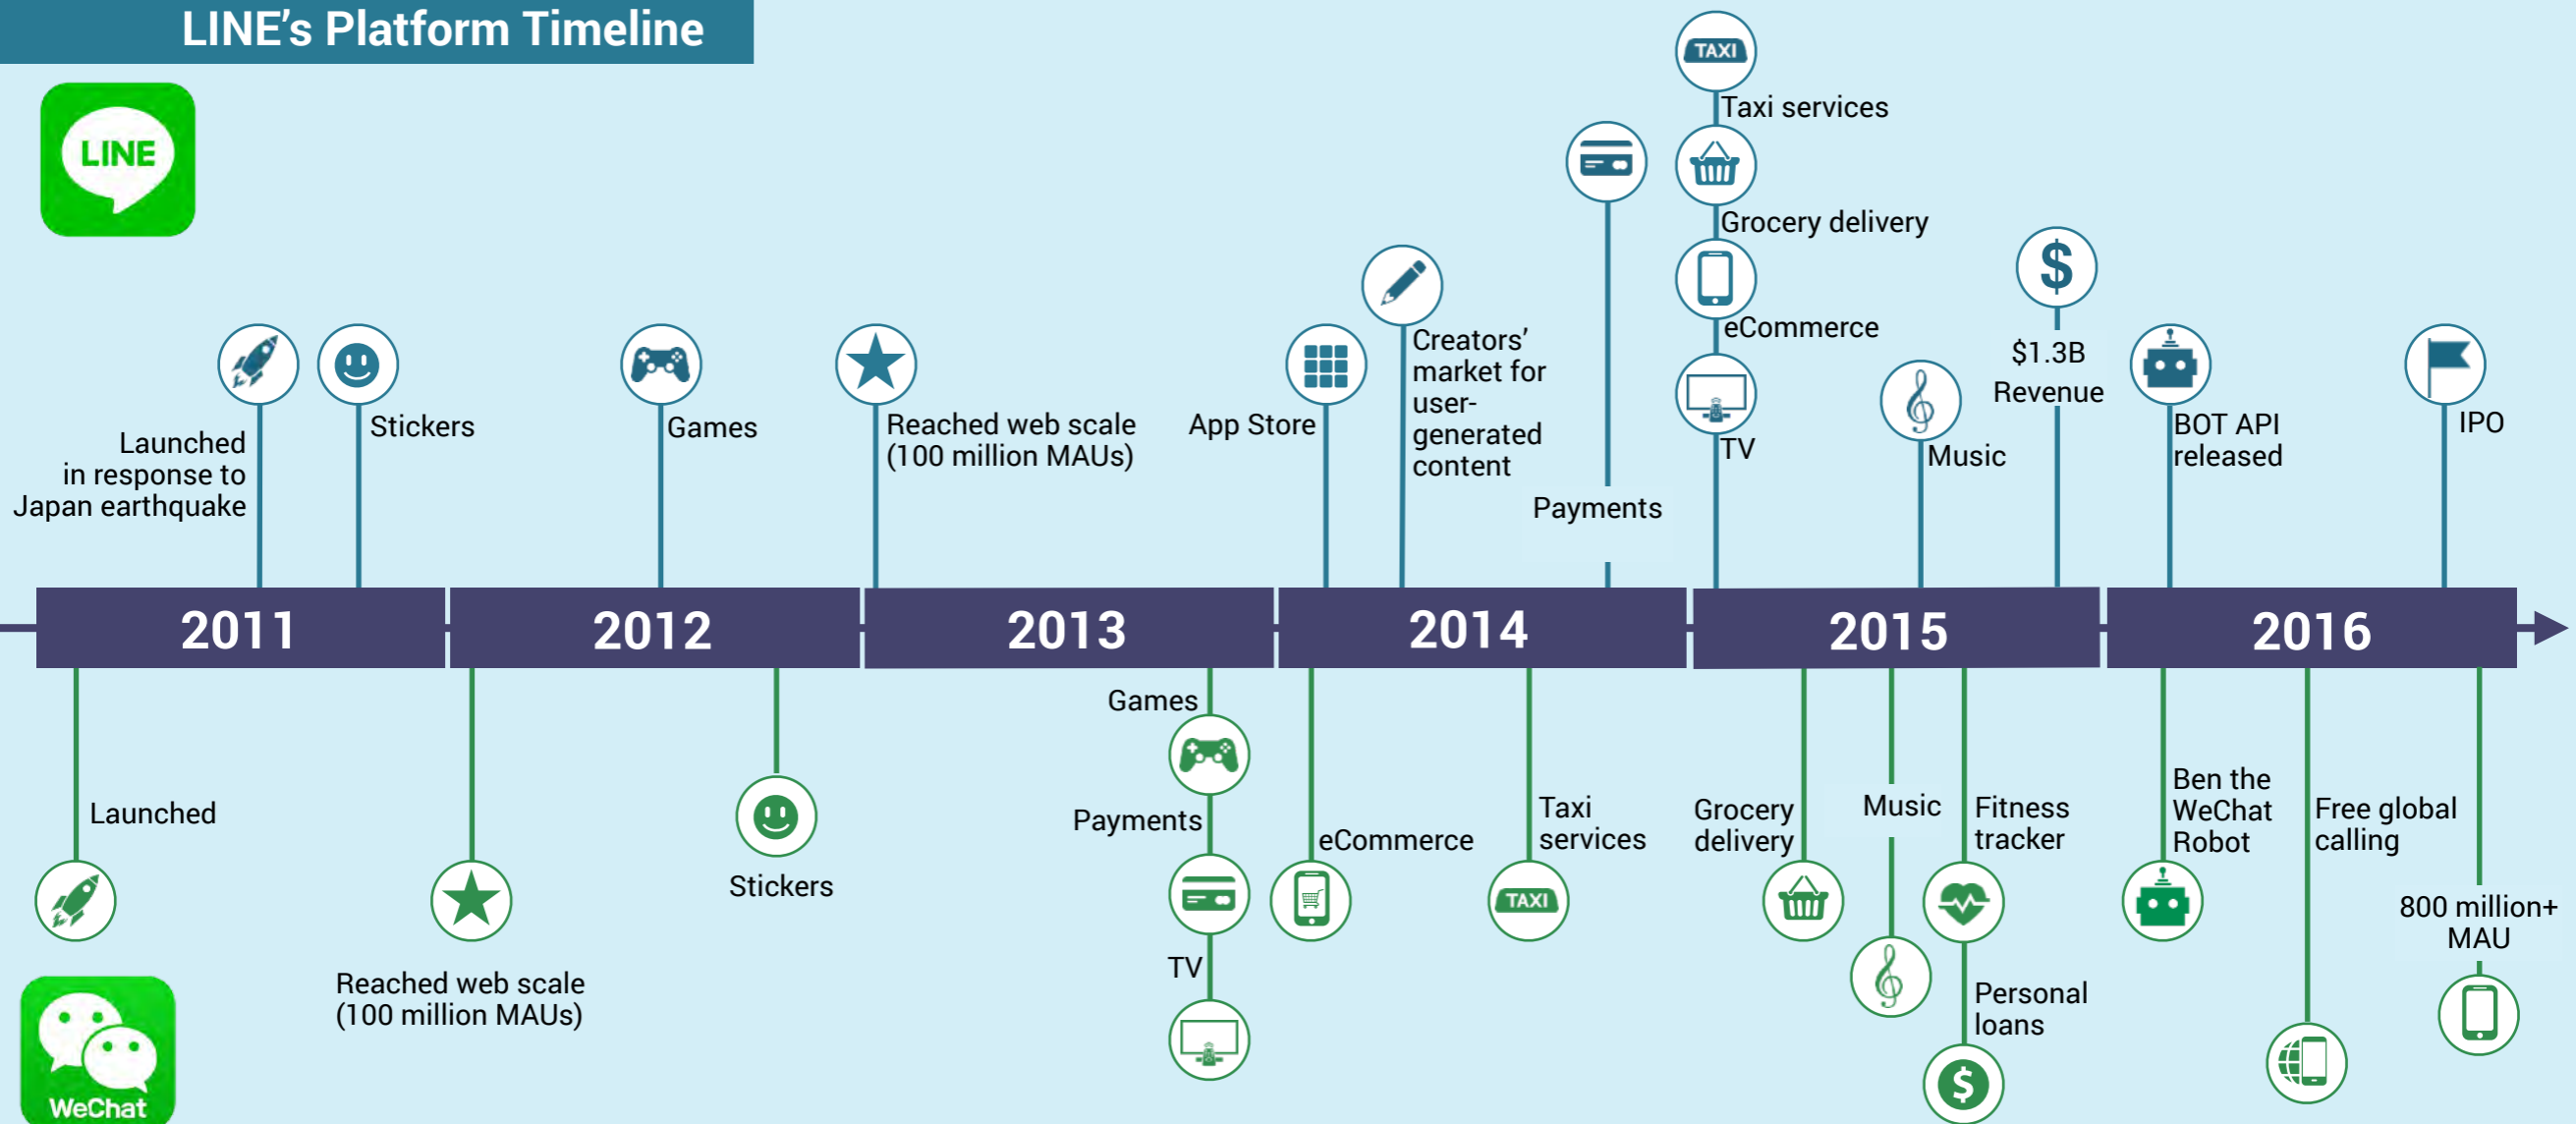 LINE's Platform Timeline
LINE
TAXI
Taxi services
Grocery delivery
eCommerce
TV
Launched
in response to
Japan earthquake
Stickers
Games
Reached web scale
(100 million MAUs)
App Store
Creators’
market for
user-
generated
content
Payments
Music
$
$1.3B
Revenue
BOT API
released
IPO
2011
2012
2013
2014
2015
2016
Launched
Reached web scale
(100 million MAUs)
Stickers
Games
Payments
TV
eCommerce
Taxi
services
TAXI
Grocery
delivery
Music
Fitness
tracker
Personal
loans
$
Ben the
WeChat
Robot
Free global
calling
800 million+
MAU
WeChat